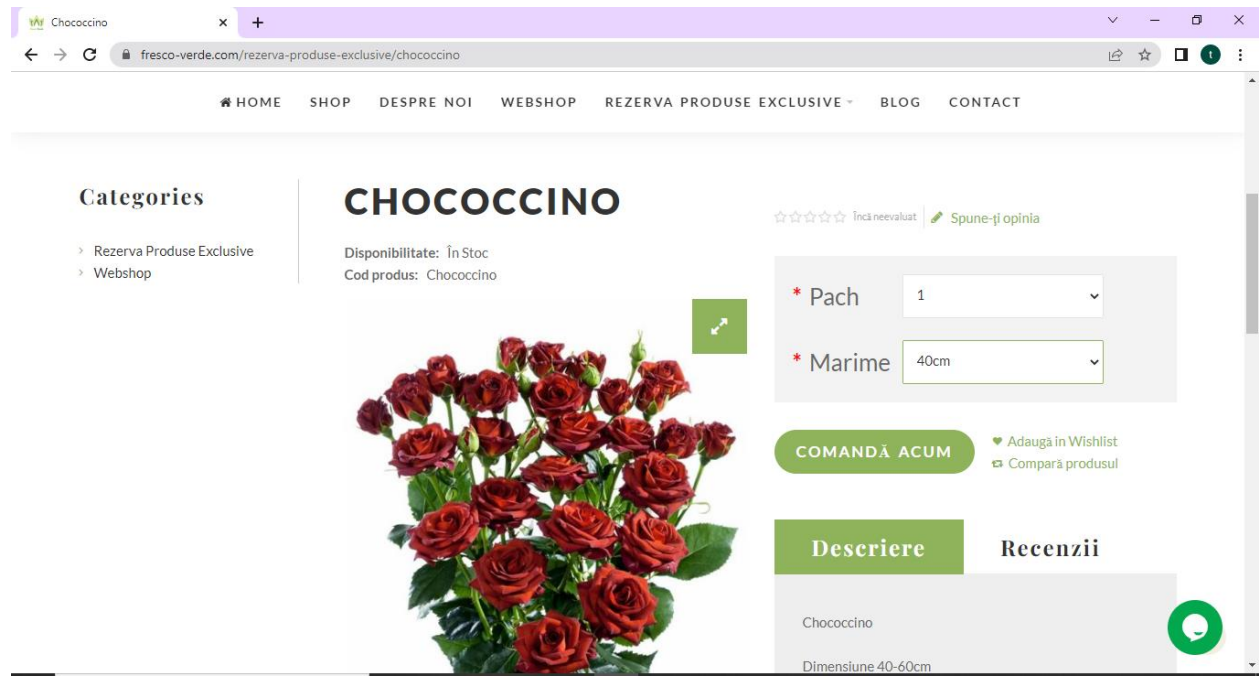 Chococcino
fresco-verde.com/rezerva-produse-exclusive/chococcino
t
HOME SHOP DESPRE NOI WEBSHOP REZERVA PRODUSE EXCLUSIVE BLOG CONTACT
Categories
Rezerva Produse Exclusive
Webshop
CHOCOCCINO
Disponibilitate: În Stoc
Cod produs: Chococcino
Încă neevaluat Spune-ţi opinia
* Pach 1
* Marime 40cm
COMANDĂ ACUM
Adaugă in Wishlist
Compară produsul
Descriere Recenzii
Chococcino
Dimensiune 40-60cm